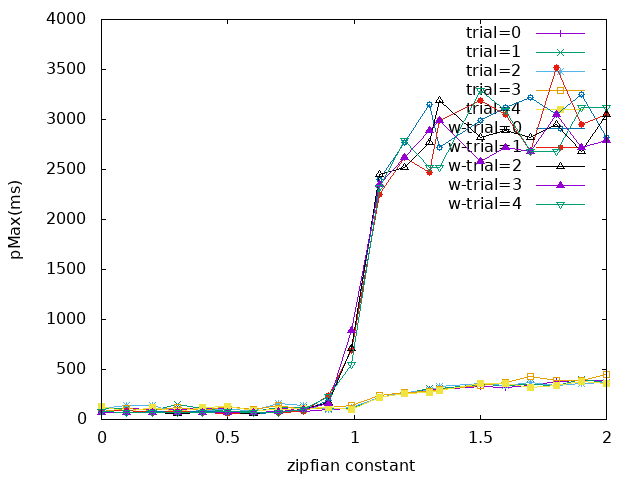 4000
3500
3000
2500
2000
1500
1000
500
0
pMax(ms)
trial=0
trial=1
trial=2
trial=3
trial=4
w-trial=0
w-trial=1
w-trial=2
w-trial=3
w-trial=4
0 0.5 1 1.5 2
zipfian constant